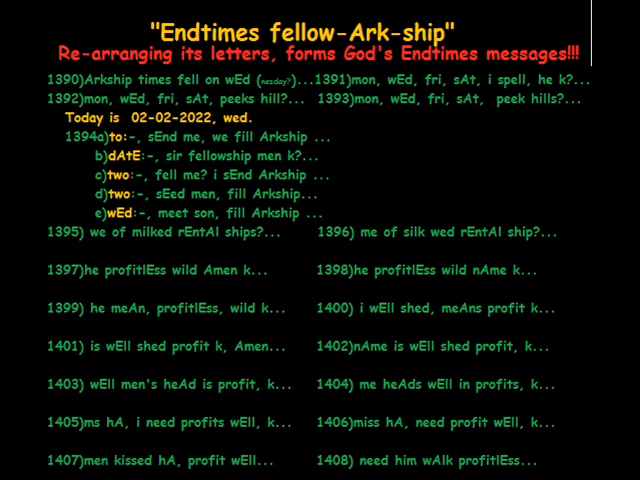 "Endtimes fellow-Ark-ship"
Re-arranging its letters, forms God's Endtimes messages!!!
1390)Arkship times fell on wEd (nesday?)...1391)mon, wEd, fri, sAt, i spell, he k?...
1392)mon, wEd, fri, sAt, peeks hill?... 1393)mon, wEd, fri, sAt, peek hills?...
Today is 02-02-2022, wed.
1394a)to:-, sEnd me, we fill Arkship ...
b)dAtE:-, sir fellowship men k?...
c)two:-, fell me? i sEnd Arkship ...
d)two:-, sEed men, fill Arkship...
e)wEd:-, meet son, fill Arkship ...
1395) we of milked rEntAl ships?... 1396) me of silk wed rEntAl ship?...
1397)he profitlEss wild Amen k... 1398)he profitlEss wild nAme k...
1399) he meAn, profitlEss, wild k... 1400) i wEll shed, meAns profit k...
1401) is wEll shed profit k, Amen... 1402)nAme is wEll shed profit, k...
1403) wEll men's heAd is profit, k... 1404) me heAds wEll in profits, k...
1405)ms hA, i need profits wEll, k... 1406)miss hA, need profit wEll, k...
1407)men kissed hA, profit wEll... 1408) need him wAlk profitlEss...